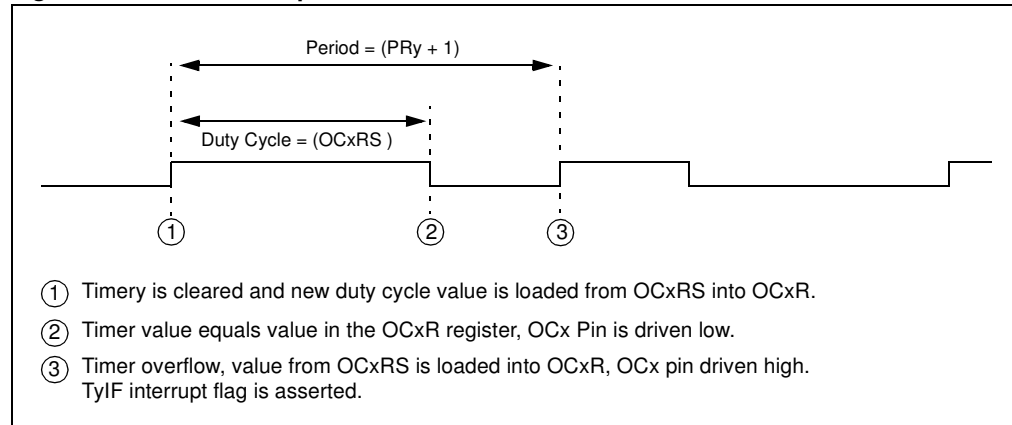 Period = (PRy + 1)
Duty Cycle = (OCxRS )
1 2 3
1 Timery is cleared and new duty cycle value is loaded from OCxRS into OCxR.
2 Timer value equals value in the OCxR register, OCx Pin is driven low.
3 Timer overflow, value from OCxRS is loaded into OCxR, OCx pin driven high.
TyIF interrupt flag is asserted.